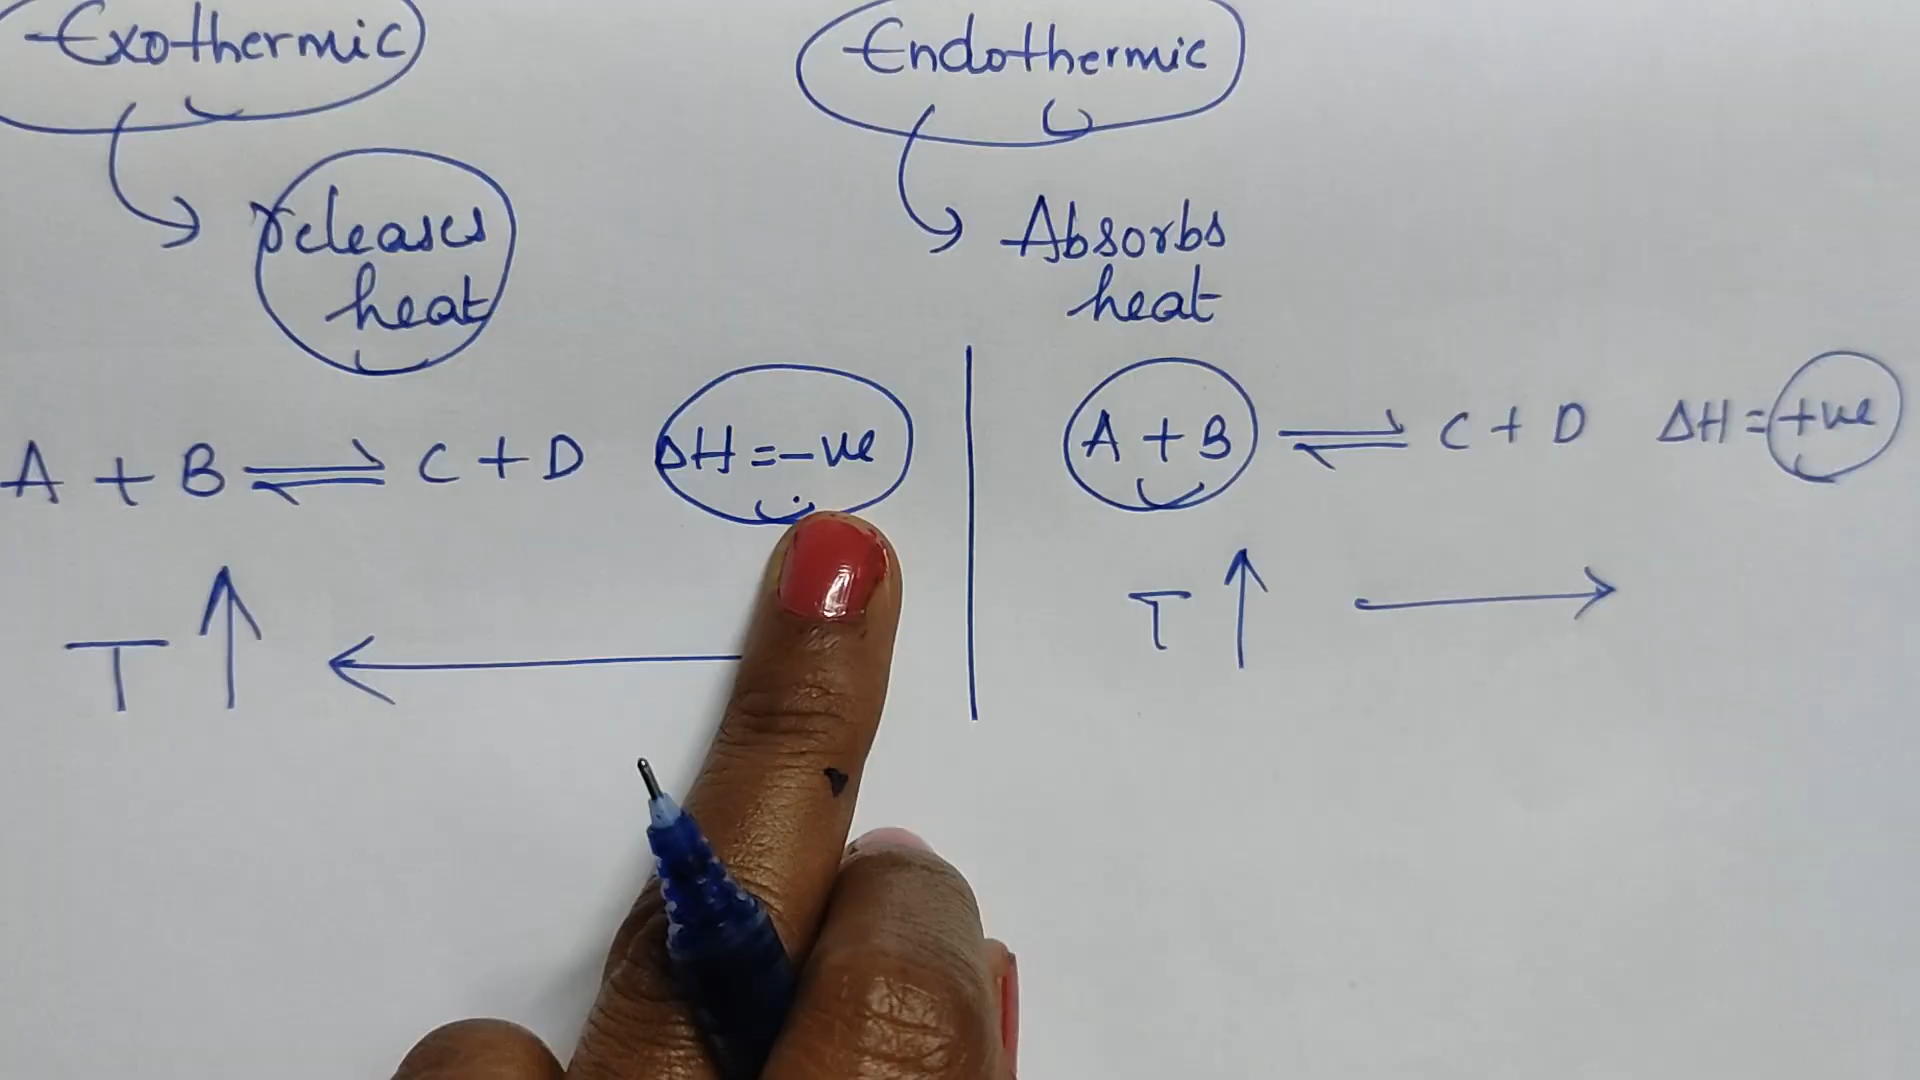 Exothermic
releases
heat
A + B ⇌ C + D ΔH = -ve
T ↑ ←
Endothermic
Absorbs
heat
A + B ⇌ C + D ΔH = +ve
T ↑ →